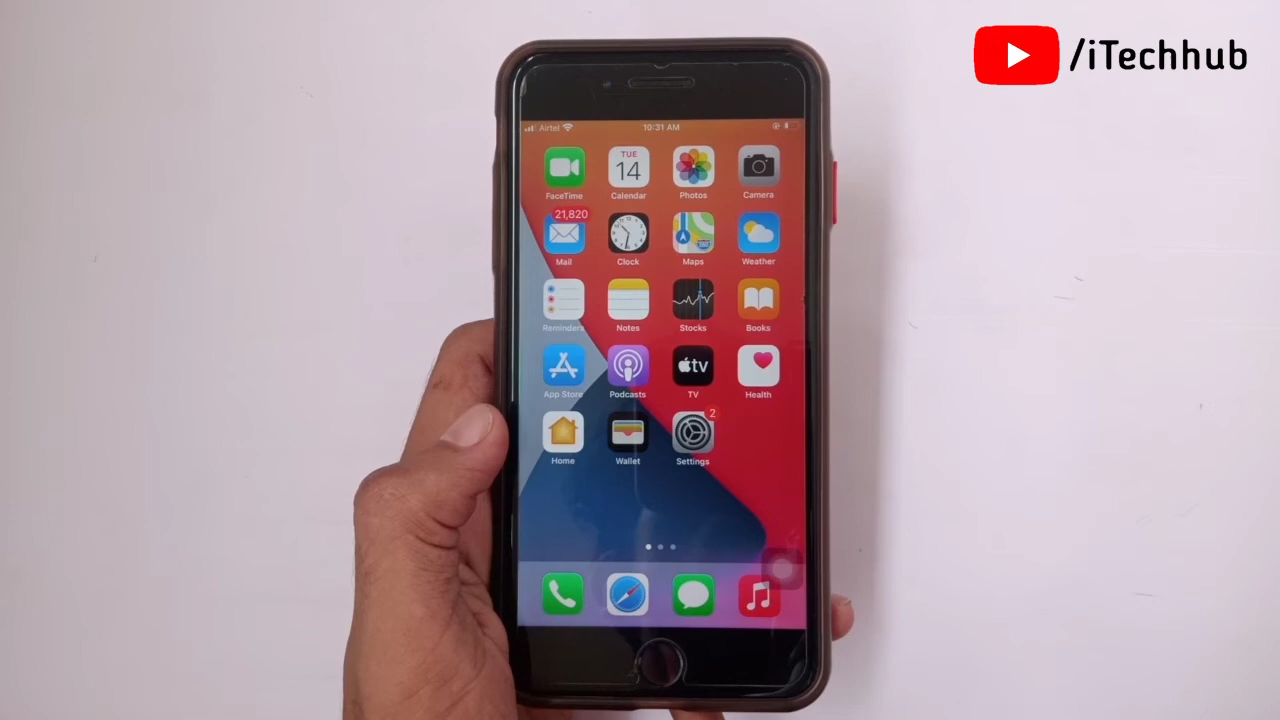 /iTechhub
Airtel 10:31 AM
TUE
14
FaceTime Calendar Photos Camera
21,820
Mail Clock Maps Weather
Reminders Notes Stocks Books
tv
App Store Podcasts TV Health
2
Home Wallet Settings